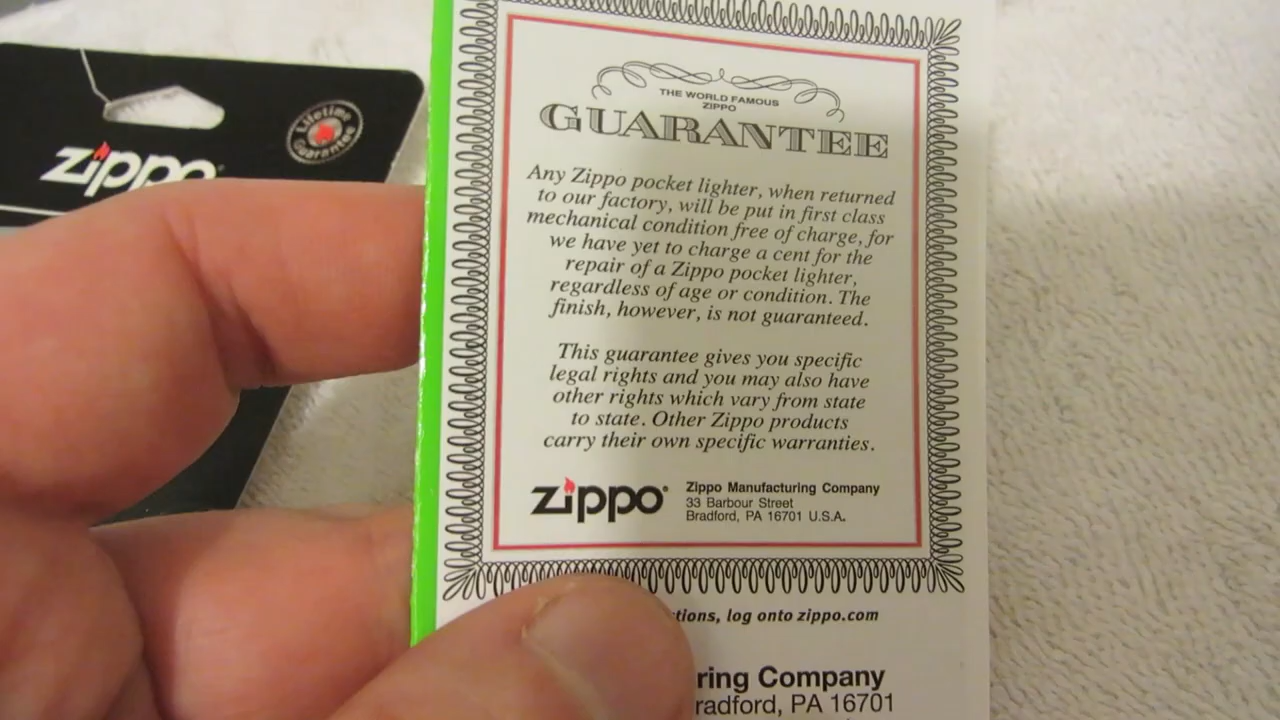 zippo
Lifetime
Guarantee
THE WORLD FAMOUS
ZIPPO
GUARANTEE
Any Zippo pocket lighter, when returned
to our factory, will be put in first class
mechanical condition free of charge, for
we have yet to charge a cent for the
repair of a Zippo pocket lighter,
regardless of age or condition. The
finish, however, is not guaranteed.
This guarantee gives you specific
legal rights and you may also have
other rights which vary from state
to state. Other Zippo products
carry their own specific warranties.
zippo®
Zippo Manufacturing Company
33 Barbour Street
Bradford, PA 16701 U.S.A.
log onto zippo.com
Company
PA 16701